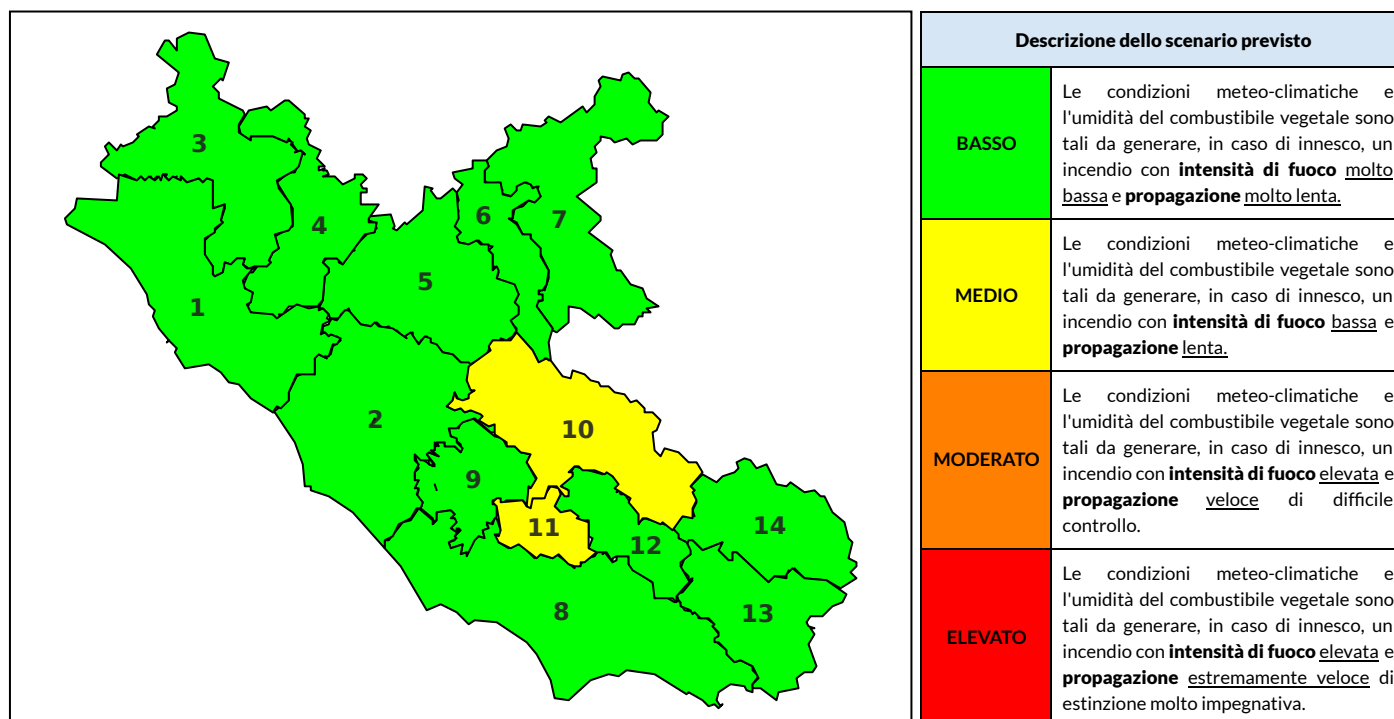 3
4
6
7
5
1
2
10
9
11
14
12
8
13
Descrizione dello scenario previsto
BASSO
Le condizioni meteo-climatiche e
l'umidità del combustibile vegetale sono
tali da generare, in caso di innesco, un
incendio con intensità di fuoco molto
bassa e propagazione molto lenta.
MEDIO
Le condizioni meteo-climatiche e
l'umidità del combustibile vegetale sono
tali da generare, in caso di innesco, un
incendio con intensità di fuoco bassa e
propagazione lenta.
MODERATO
Le condizioni meteo-climatiche e
l'umidità del combustibile vegetale sono
tali da generare, in caso di innesco, un
incendio con intensità di fuoco elevata e
propagazione veloce di difficile
controllo.
ELEVATO
Le condizioni meteo-climatiche e
l'umidità del combustibile vegetale sono
tali da generare, in caso di innesco, un
incendio con intensità di fuoco elevata e
propagazione estremamente veloce di
estinzione molto impegnativa.